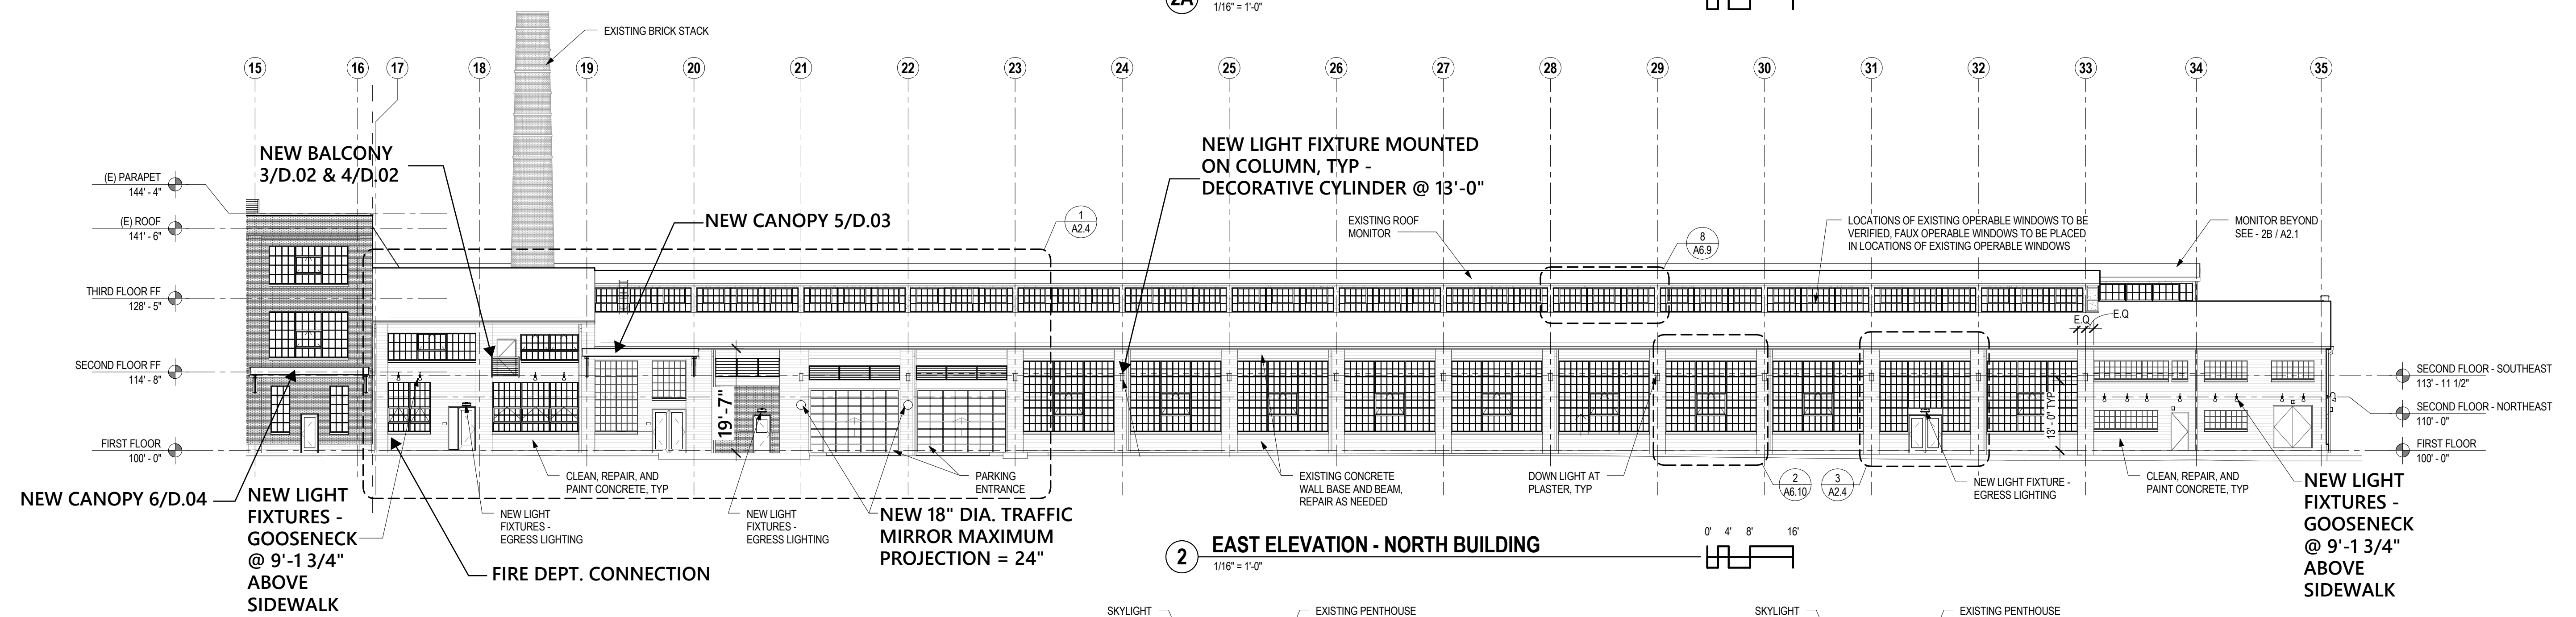 2A
1/16" = 1'-0"
EXISTING BRICK STACK
15
16
17
18
19
20
21
22
23
24
25
26
27
28
29
30
31
32
33
34
35
NEW BALCONY
3/D.02 & 4/D.02
NEW LIGHT FIXTURE MOUNTED
ON COLUMN, TYP -
DECORATIVE CYLINDER @ 13'-0"
(E) PARAPET
144' - 4"
(E) ROOF
141' - 6"
THIRD FLOOR FF
128' - 5"
SECOND FLOOR FF
114' - 8"
FIRST FLOOR
100' - 0"
NEW CANOPY 5/D.03
1
A2.4
EXISTING ROOF
MONITOR
8
A6.9
LOCATIONS OF EXISTING OPERABLE WINDOWS TO BE
VERIFIED, FAUX OPERABLE WINDOWS TO BE PLACED
IN LOCATIONS OF EXISTING OPERABLE WINDOWS
MONITOR BEYOND
SEE - 2B / A2.1
E.Q
E.Q
19'-7"
13' - 0" TYP
SECOND FLOOR - SOUTHEAST
113' - 11 1/2"
SECOND FLOOR - NORTHEAST
110' - 0"
FIRST FLOOR
100' - 0"
NEW CANOPY 6/D.04
NEW LIGHT
FIXTURES -
GOOSENECK
@ 9'-1 3/4"
ABOVE
SIDEWALK
CLEAN, REPAIR, AND
PAINT CONCRETE, TYP
NEW LIGHT
FIXTURES -
EGRESS LIGHTING
FIRE DEPT. CONNECTION
NEW LIGHT
FIXTURES -
EGRESS LIGHTING
PARKING
ENTRANCE
NEW 18" DIA. TRAFFIC
MIRROR MAXIMUM
PROJECTION = 24"
EXISTING CONCRETE
WALL BASE AND BEAM,
REPAIR AS NEEDED
DOWN LIGHT AT
PLASTER, TYP
2
A6.10
3
A2.4
NEW LIGHT FIXTURE -
EGRESS LIGHTING
CLEAN, REPAIR, AND
PAINT CONCRETE, TYP
NEW LIGHT
FIXTURES -
GOOSENECK
@ 9'-1 3/4"
ABOVE
SIDEWALK
2
EAST ELEVATION - NORTH BUILDING
1/16" = 1'-0"
0' 4' 8' 16'
SKYLIGHT
EXISTING PENTHOUSE
SKYLIGHT
EXISTING PENTHOUSE